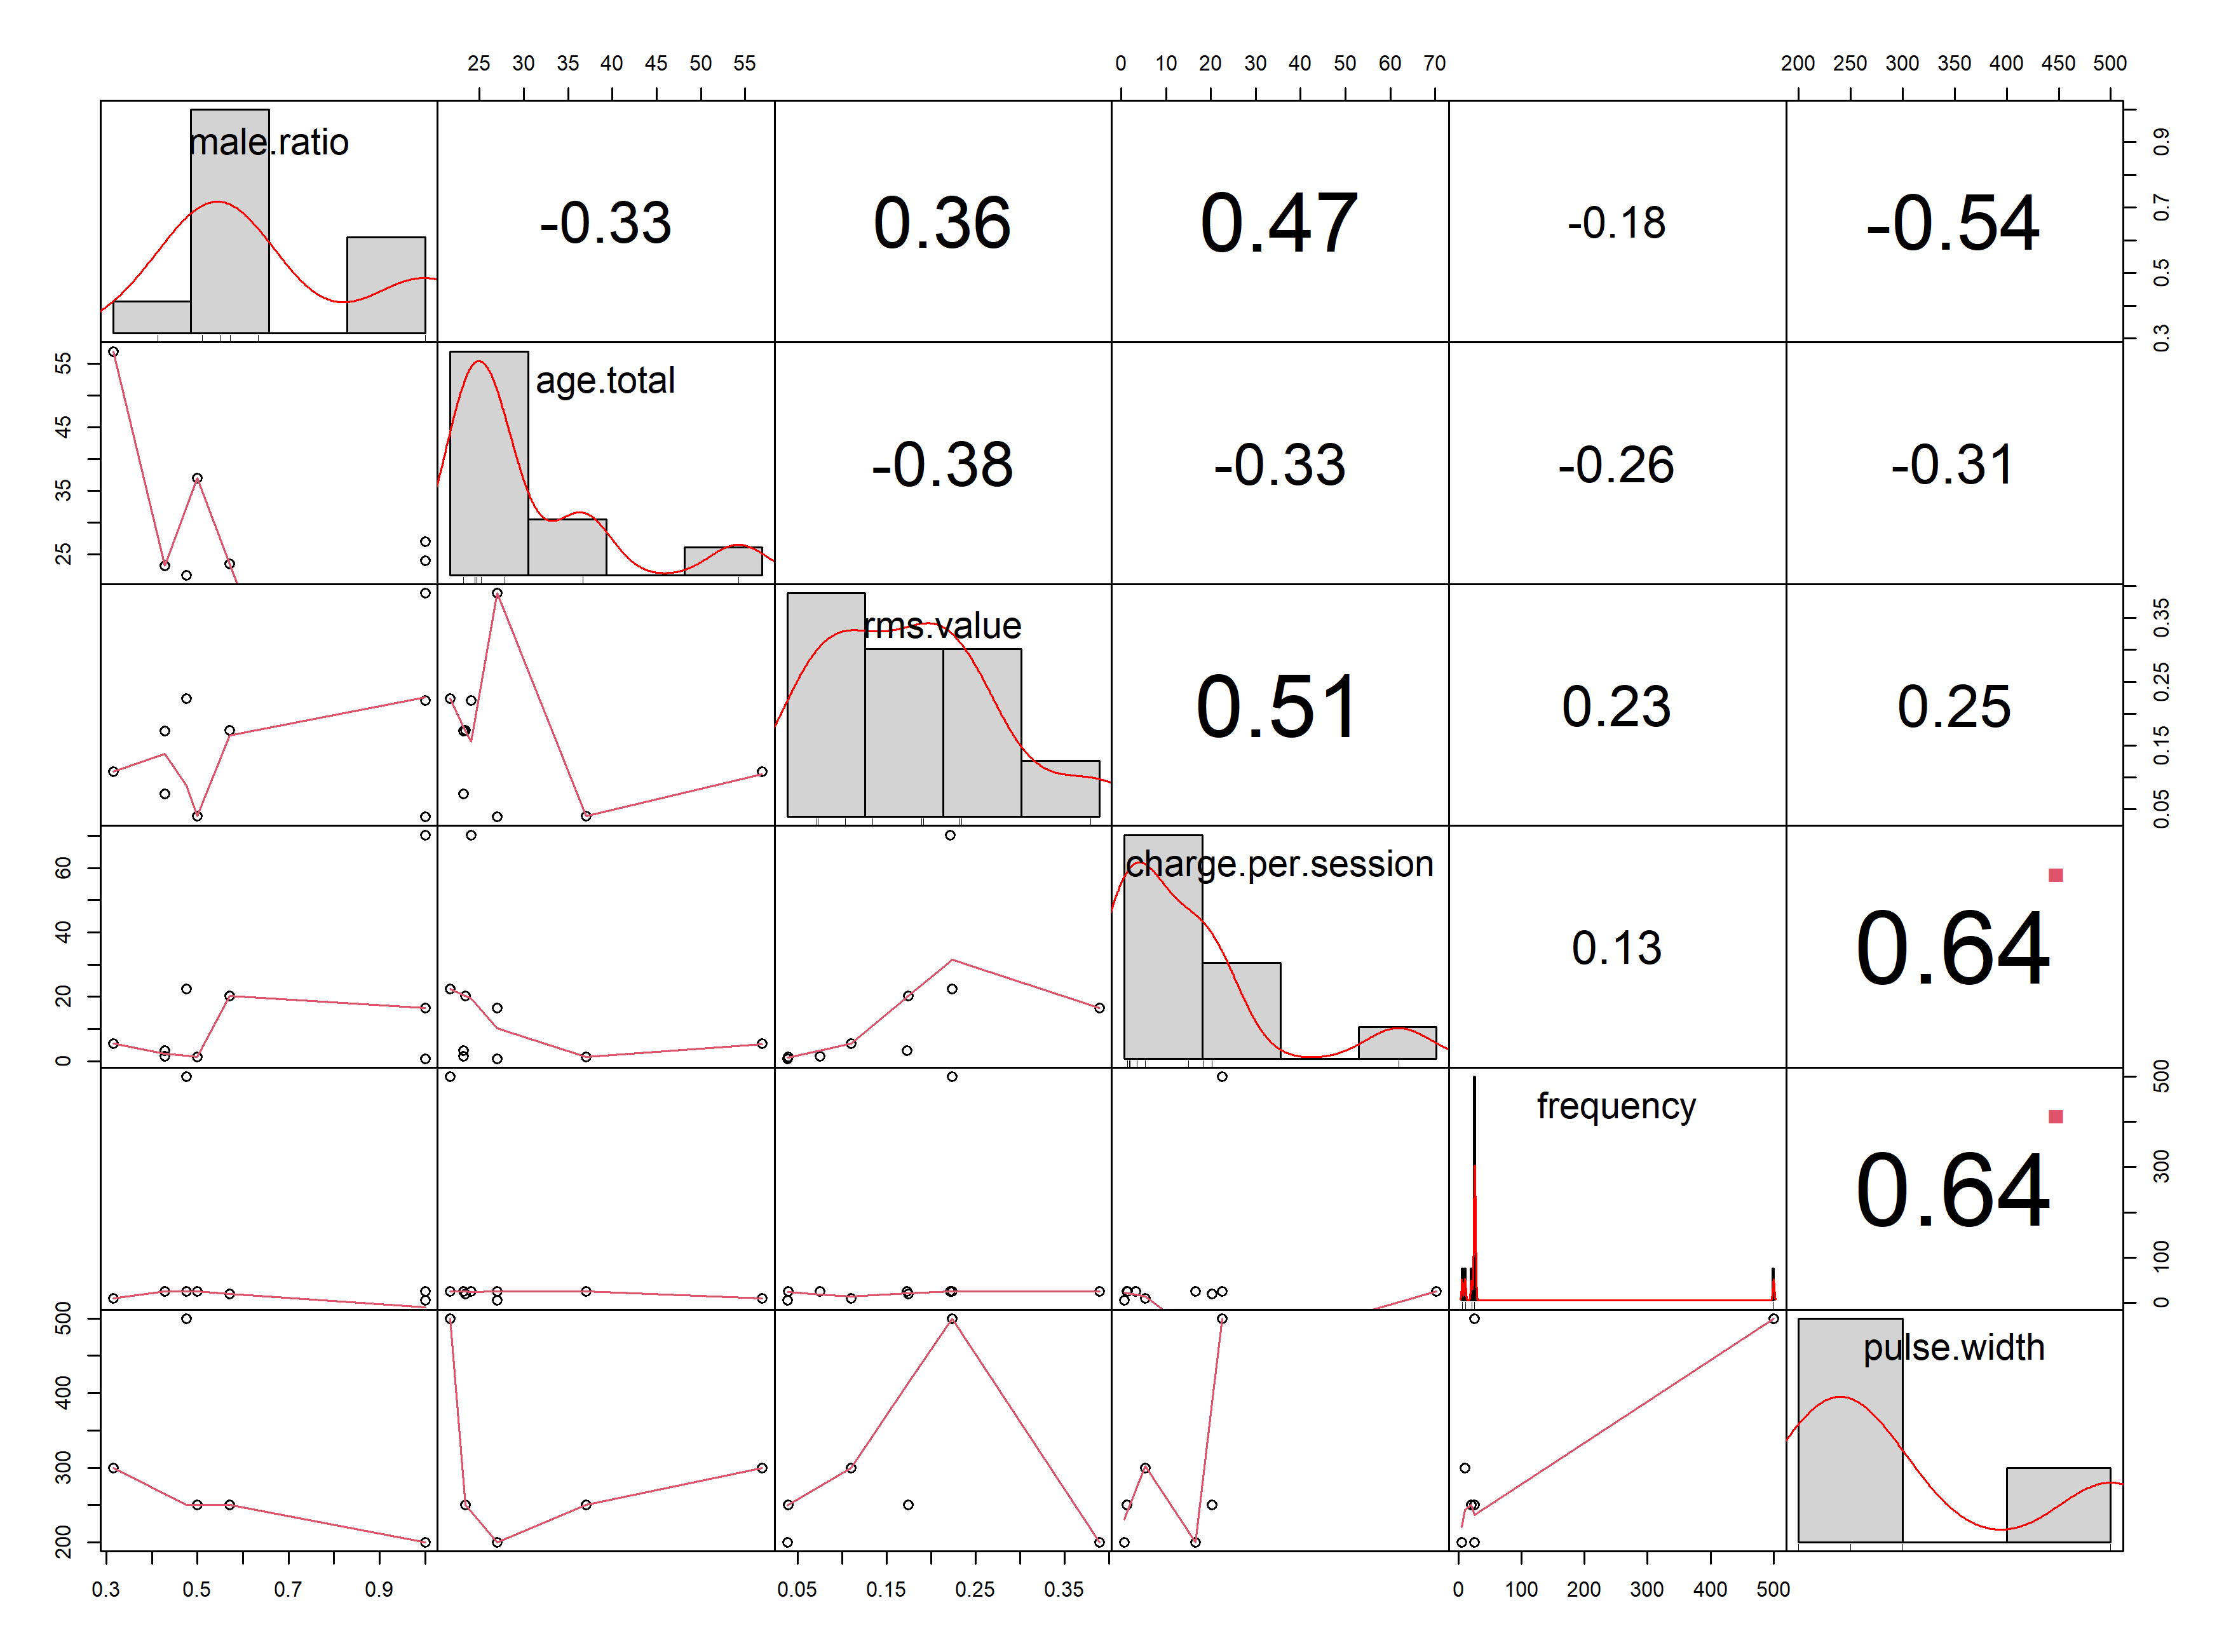 25 30 35 40 45 50 55 0 10 20 30 40 50 60 70 200 250 300 350 400 450 500
male.ratio -0.33 0.36 0.47 -0.18 -0.54 0.3 0.5 0.7 0.9
25 35 45 55 age.total -0.38 -0.33 -0.26 -0.31
rms.value 0.51 0.23 0.25 0.05 0.15 0.25 0.35
0 20 40 60 charge.per.session 0.13 0.64
frequency 0.64 0 100 300 500
200 300 400 500 pulse.width
0.3 0.5 0.7 0.9 0.05 0.15 0.25 0.35 0 100 200 300 400 500